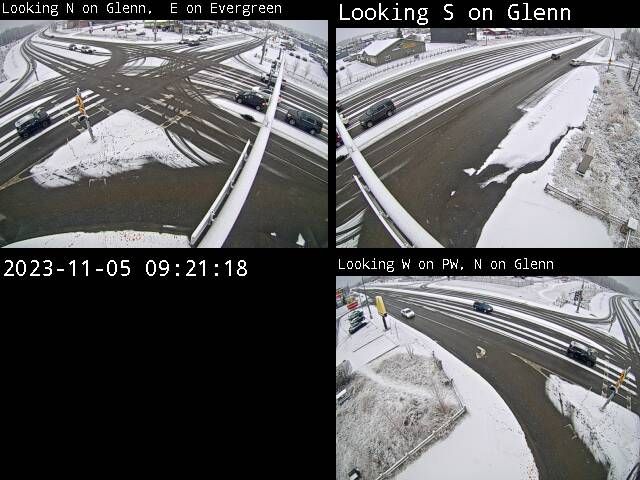 Looking N on Glenn,  E on Evergreen
Looking S on Glenn
2023-11-05 09:21:18
Looking W on PW, N on Glenn